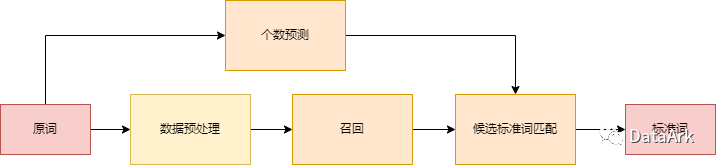 个数预测
原词
数据预处理
召回
候选标准词匹配
标准词
DataArk